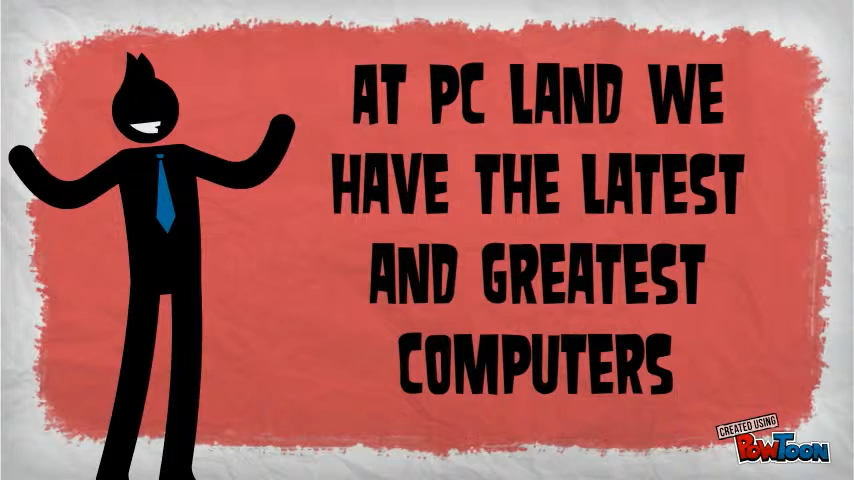 AT PC LAND WE
HAVE THE LATEST
AND GREATEST
COMPUTERS
CREATED USING
POWTOON